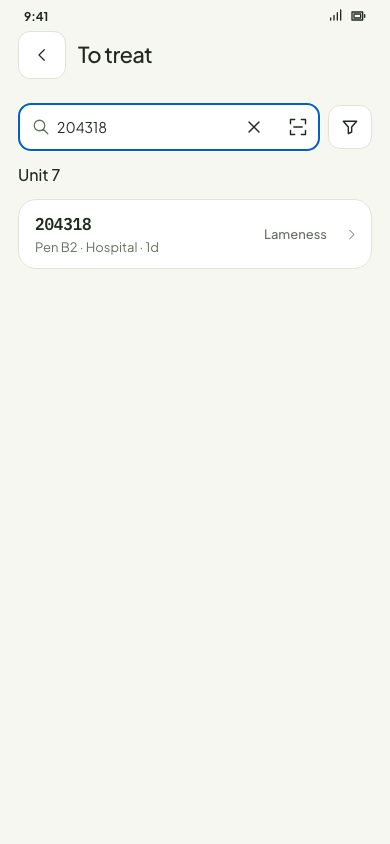 9:41
To treat
204318
Unit 7
204318
Pen B2 · Hospital · 1d
Lameness